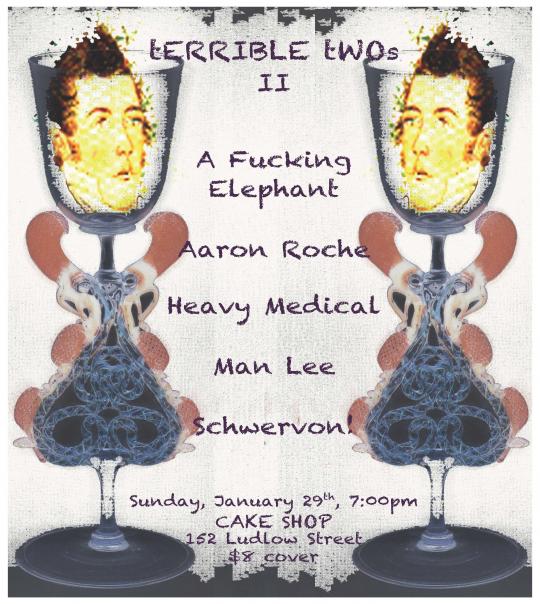 tERRIBLE tWOs
II
A Fucking
Elephant
Aaron Roche
Heavy Medical
Man Lee
Schwervon!
Sunday, January 29th, 7:00pm
CAKE SHOP
152 Ludlow Street
$8 cover